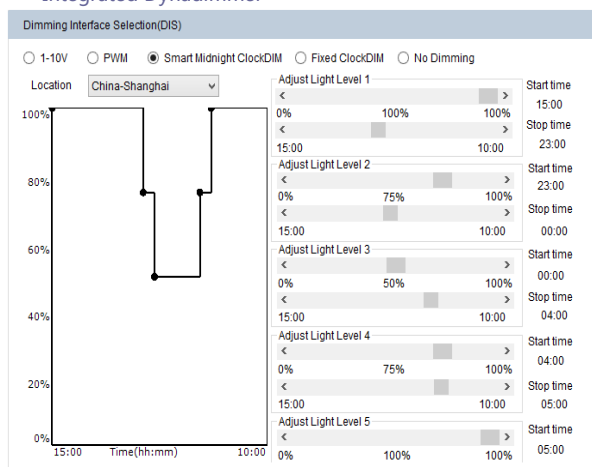 Integrated Dynadimmer
Dimming Interface Selection(DIS)
1-10V PWM Smart Midnight ClockDIM Fixed ClockDIM No Dimming
Location China-Shanghai
100%
80%
60%
40%
20%
0%
15:00 Time(hh:mm) 10:00
Adjust Light Level 1
0% 100% 100%
15:00 10:00
Start time
15:00
Stop time
23:00
Adjust Light Level 2
0% 75% 100%
15:00 10:00
Start time
23:00
Stop time
00:00
Adjust Light Level 3
0% 50% 100%
15:00 10:00
Start time
00:00
Stop time
04:00
Adjust Light Level 4
0% 75% 100%
15:00 10:00
Start time
04:00
Stop time
05:00
Adjust Light Level 5
0% 100% 100%
Start time
05:00